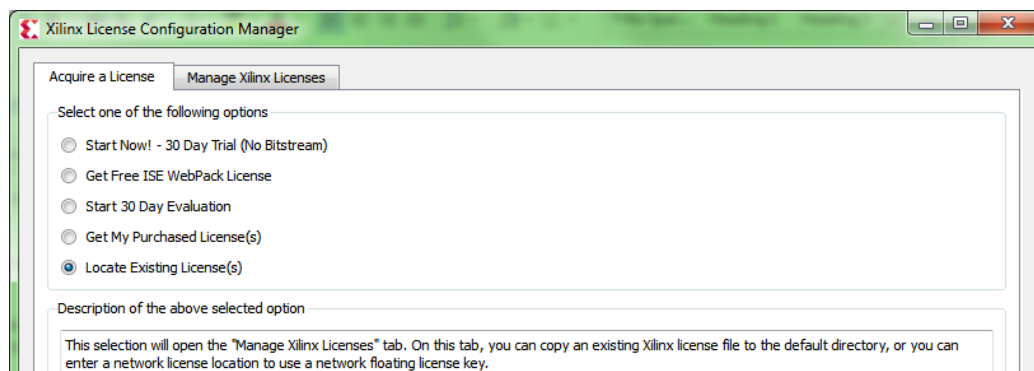 Xilinx License Configuration Manager
Acquire a License
Manage Xilinx Licenses
Select one of the following options
Start Now! - 30 Day Trial (No Bitstream)
Get Free ISE WebPack License
Start 30 Day Evaluation
Get My Purchased License(s)
Locate Existing License(s)
Description of the above selected option
This selection will open the "Manage Xilinx Licenses" tab. On this tab, you can copy an existing Xilinx license file to the default directory, or you can
enter a network license location to use a network floating license key.